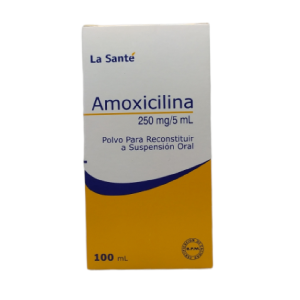 La Santé
Amoxicilina
250 mg/5 mL
Polvo Para Reconstituir
a Suspensión Oral
100 mL